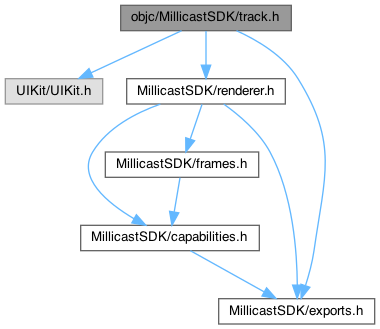 objc/MillicastSDK/track.h
UIKit/UIKit.h
MillicastSDK/renderer.h
MillicastSDK/frames.h
MillicastSDK/capabilities.h
MillicastSDK/exports.h